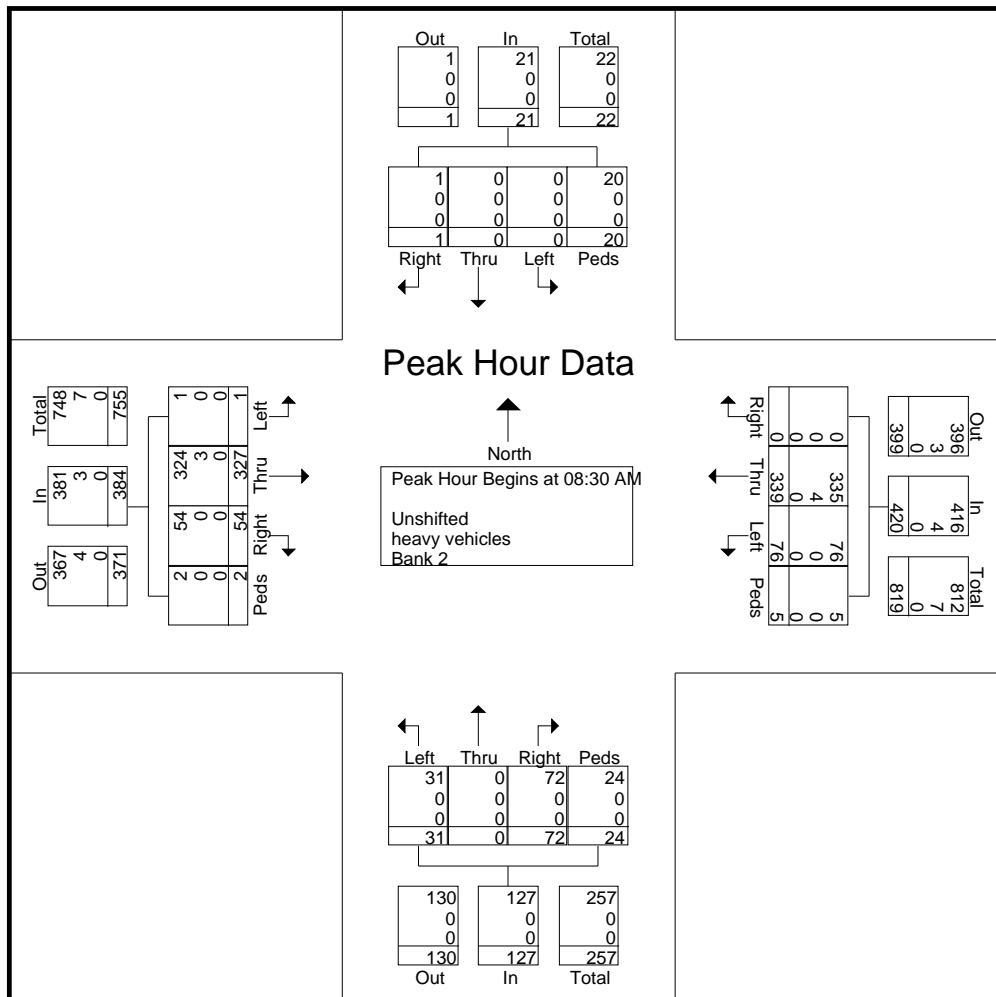 Out In Total
1 21 22
0 0 0
0 0 0
1 21 22
1 0 0 20
0 0 0 0
0 0 0 0
1 0 0 20
Right Thru Left Peds
Peak Hour Data
North
Peak Hour Begins at 08:30 AM
Unshifted
heavy vehicles
Bank 2
Total
748
7
0
755
In
381
3
0
384
Out
367
4
0
371
1 0 0 1
Left
324 3 0 327
Thru
54 0 0 54
Right
2 0 0 2
Peds
Right
0 0 0 0
Thru
335 4 0 339
Left
76 0 0 76
Peds
5 0 0 5
Out
396
3
0
399
In
416
4
0
420
Total
812
7
0
819
Left Thru Right Peds
31 0 72 24
0 0 0 0
0 0 0 0
31 0 72 24
130 127 257
0 0 0
0 0 0
130 127 257
Out In Total